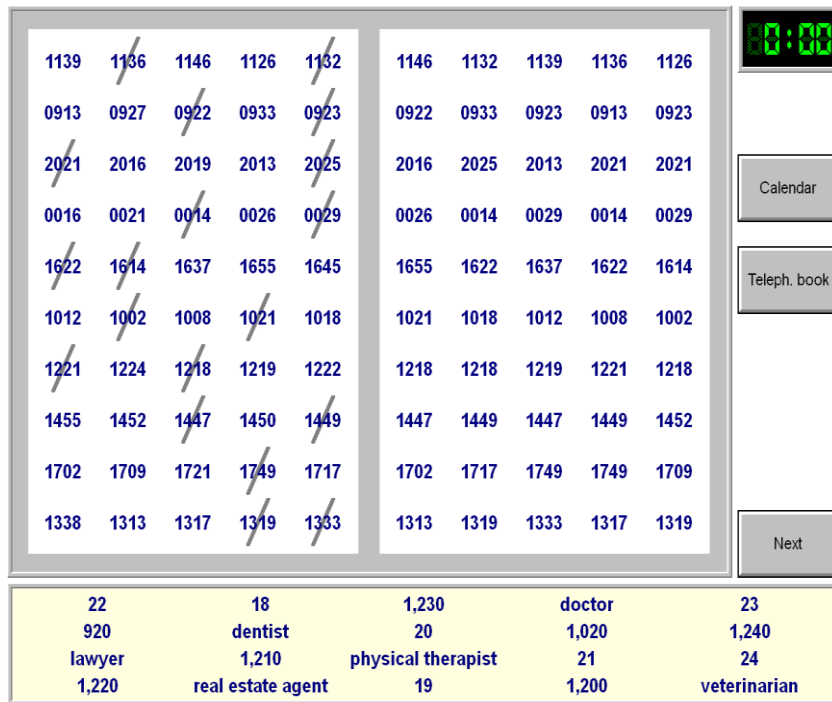 0:00
1139 1136 1146 1126 1132 1146 1132 1139 1136 1126
0913 0927 0922 0933 0923 0922 0933 0923 0913 0923
2021 2016 2019 2013 2025 2016 2025 2013 2021 2021
Calendar
0016 0021 0014 0026 0029 0026 0014 0029 0014 0029
1622 1614 1637 1655 1645 1655 1622 1637 1622 1614
Teleph. book
1012 1002 1008 1021 1018 1021 1018 1012 1008 1002
1221 1224 1218 1219 1222 1218 1218 1219 1221 1218
1455 1452 1447 1450 1449 1447 1449 1447 1449 1452
1702 1709 1721 1749 1717 1702 1717 1749 1749 1709
1338 1313 1317 1319 1333 1313 1319 1333 1317 1319
Next
22 18 1,230 doctor 23
920 dentist 20 1,020 1,240
lawyer 1,210 physical therapist 21 24
1,220 real estate agent 19 1,200 veterinarian